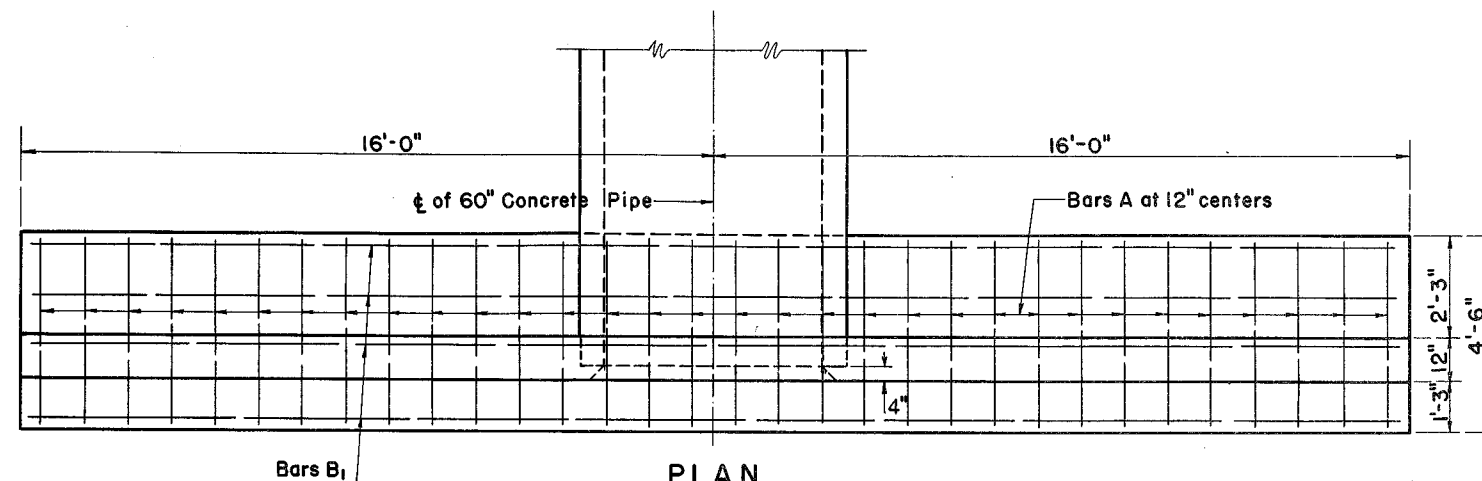 16'-0"
16'-0"
℄ of 60" Concrete Pipe
Bars A at 12" centers
2'-3"
4'-6"
12"
1'-3"
4"
Bars B₁
PLAN